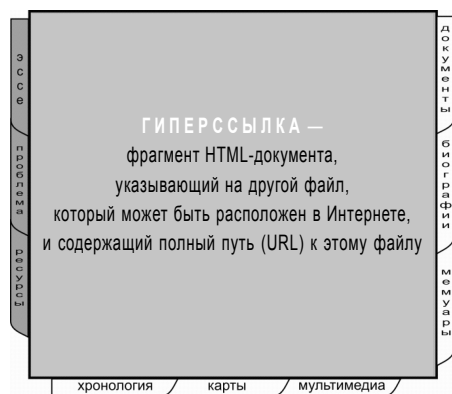 эссе
проблема
ресурсы
ГИПЕРССЫЛКА —
фрагмент HTML-документа,
указывающий на другой файл,
который может быть расположен в Интернете,
и содержащий полный путь (URL) к этому файлу
документы
биографии
мемуары
хронология
карты
мультимедиа